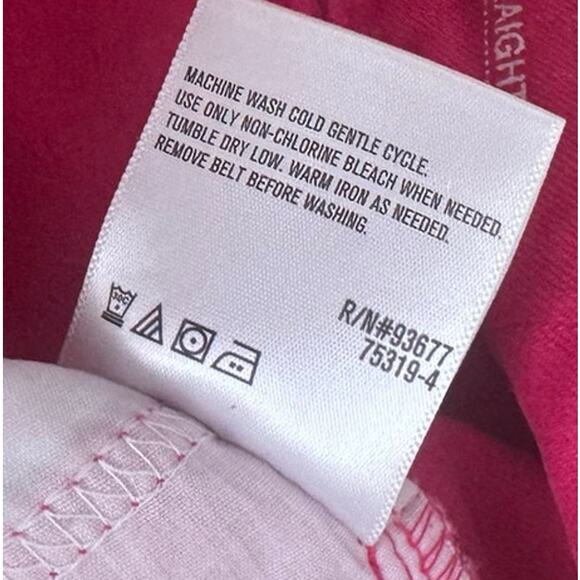 MACHINE WASH COLD GENTLE CYCLE.
USE ONLY NON-CHLORINE BLEACH WHEN NEEDED.
TUMBLE DRY LOW. WARM IRON AS NEEDED.
REMOVE BELT BEFORE WASHING.
30C
R/N#93677
75319-4